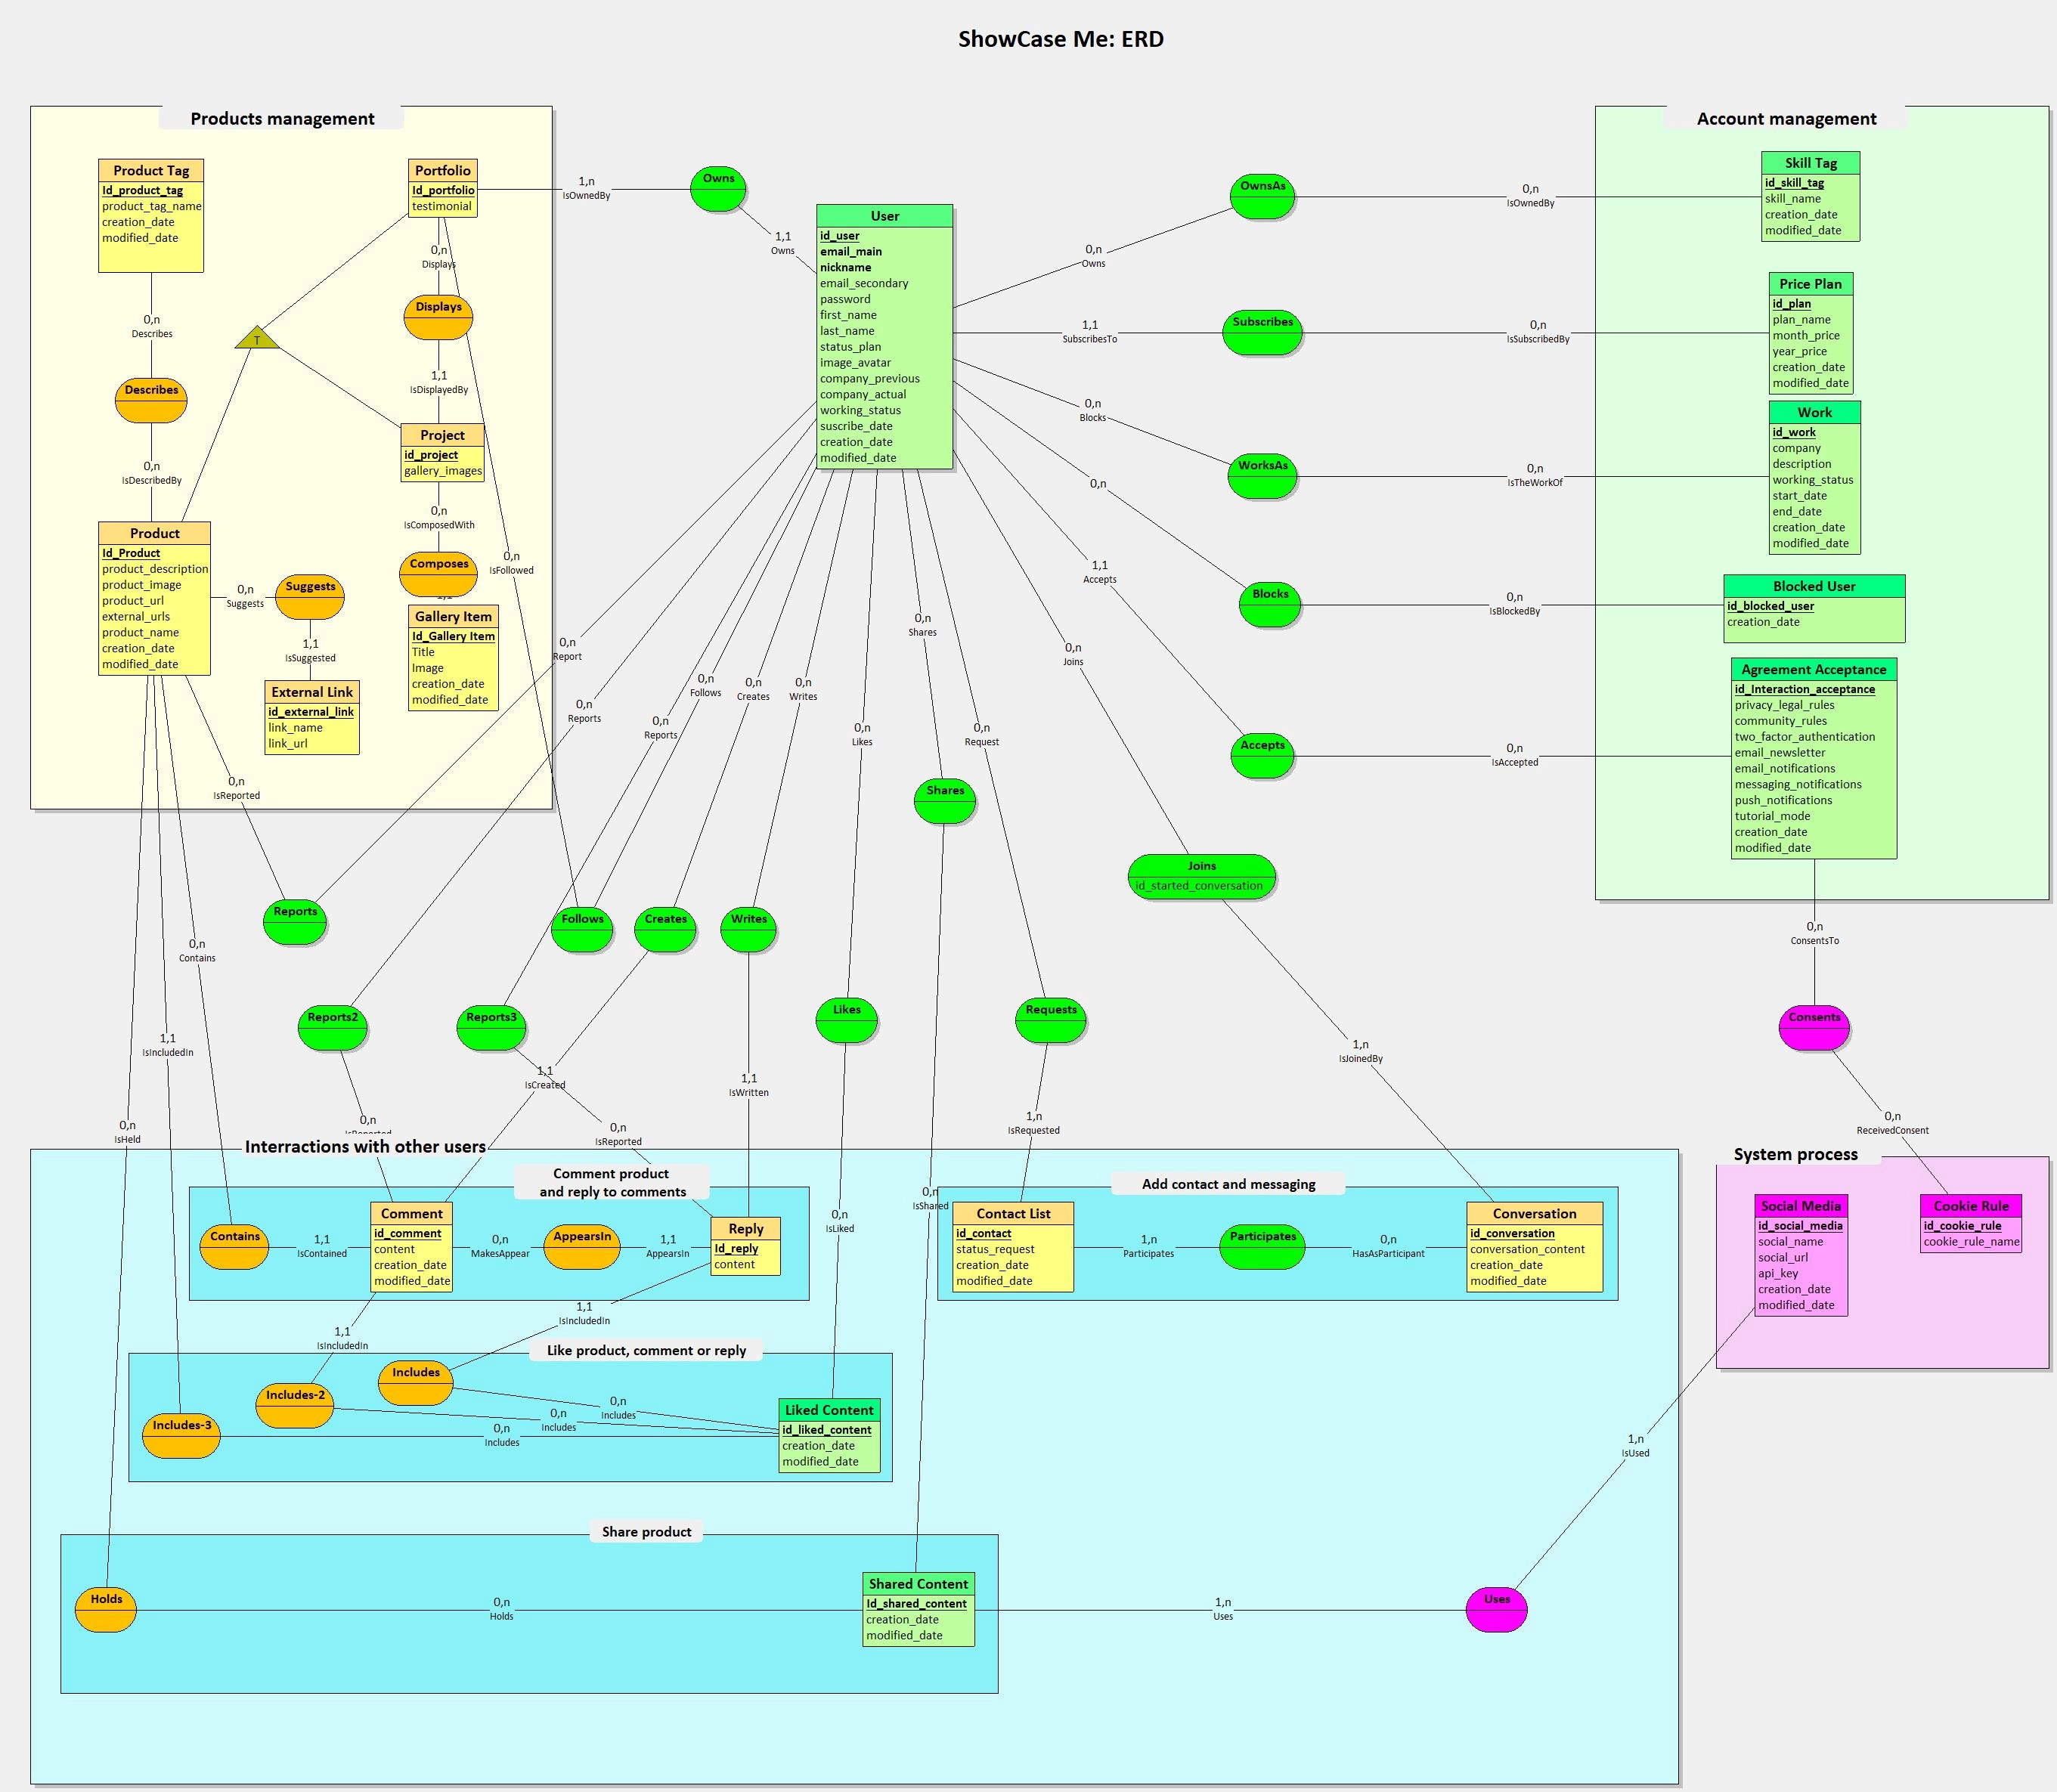 ShowCase Me: ERD
Products management
Product Tag
Id_product_tag
product_tag_name
creation_date
modified_date
Portfolio
Id_portfolio
testimonial
1,n
IsOwnedBy
Owns
1,1
Owns
0,n
Displays
Displays
1,1
IsDisplayedBy
0,n
Describes
Describes
0,n
IsDescribedBy
T
Project
id_project
gallery_images
0,n
IsComposedWith
Composes
0,n
IsFollowed
Product
Id_Product
product_description
product_image
product_url
external_urls
product_name
creation_date
modified_date
0,n
Suggests
Suggests
1,1
IsSuggested
External Link
id_external_link
link_name
link_url
Gallery Item
Id_Gallery Item
Title
Image
creation_date
modified_date
0,n
IsReported
User
id_user
email_main
nickname
email_secondary
password
first_name
last_name
status_plan
image_avatar
company_previous
company_actual
working_status
suscribe_date
creation_date
modified_date
Account management
OwnsAs
0,n
Owns
0,n
IsOwnedBy
Skill Tag
id_skill_tag
skill_name
creation_date
modified_date
1,1
SubscribesTo
Subscribes
0,n
IsSubscribedBy
Price Plan
id_plan
plan_name
month_price
year_price
creation_date
modified_date
0,n
Blocks
WorksAs
0,n
IsTheWorkOf
Work
id_work
company
description
working_status
start_date
end_date
creation_date
modified_date
0,n
Blocks
0,n
IsBlockedBy
Blocked User
id_blocked_user
creation_date
1,1
Accepts
Accepts
0,n
IsAccepted
Agreement Acceptance
id_Interaction_acceptance
privacy_legal_rules
community_rules
two_factor_authentication
email_newsletter
email_notifications
messaging_notifications
push_notifications
tutorial_mode
creation_date
modified_date
0,n
Report
0,n
Reports
0,n
Reports
0,n
Follows
0,n
Creates
0,n
Writes
0,n
Likes
0,n
Shares
0,n
Request
0,n
Joins
Shares
Joins
id_started_conversation
Reports
Follows
Creates
Writes
0,n
Contains
0,n
ConsentsTo
Reports2
Reports3
Likes
Requests
Consents
1,1
IsIncludedIn
1,1
IsCreated
1,1
IsWritten
1,n
IsJoinedBy
0,n
IsHeld
0,n
0,n
IsReported
1,n
IsRequested
0,n
ReceivedConsent
Interractions with other users
System process
Comment product
and reply to comments
Add contact and messaging
Contains
1,1
IsContained
Comment
id_comment
content
creation_date
modified_date
0,n
MakesAppear
AppearsIn
1,1
AppearsIn
Reply
Id_reply
content
0,n
IsLiked
0,n
IsShared
Contact List
id_contact
status_request
creation_date
modified_date
1,n
Participates
Participates
0,n
HasAsParticipant
Conversation
id_conversation
conversation_content
creation_date
modified_date
Social Media
id_social_media
social_name
social_url
api_key
creation_date
modified_date
Cookie Rule
id_cookie_rule
cookie_rule_name
1,1
IsIncludedIn
1,1
IsIncludedIn
Like product, comment or reply
Includes
Includes-2
Includes-3
0,n
Includes
0,n
Includes
0,n
Includes
Liked Content
id_liked_content
creation_date
modified_date
1,n
IsUsed
Share product
Holds
0,n
Holds
Shared Content
Id_shared_content
creation_date
modified_date
1,n
Uses
Uses